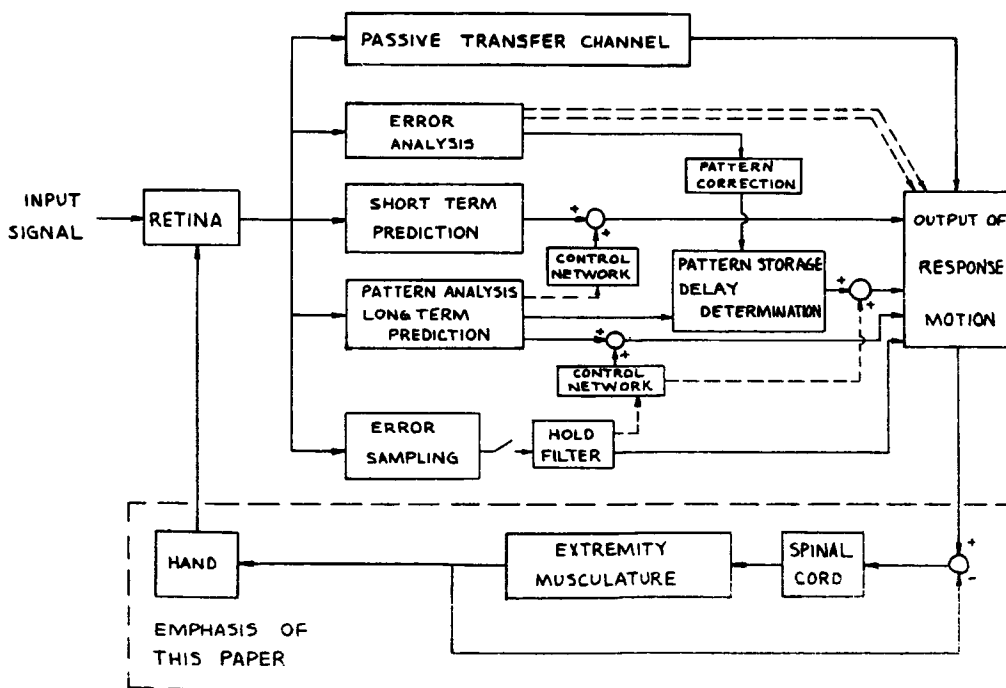 PASSIVE TRANSFER CHANNEL
ERROR
ANALYSIS
PATTERN
CORRECTION
INPUT
SIGNAL
RETINA
SHORT TERM
PREDICTION
+
+
CONTROL
NETWORK
PATTERN STORAGE
DELAY
DETERMINATION
+
+
OUTPUT OF
RESPONSE
MOTION
PATTERN ANALYSIS
LONG TERM
PREDICTION
+
+
CONTROL
NETWORK
ERROR
SAMPLING
HOLD
FILTER
HAND
EXTREMITY
MUSCULATURE
SPINAL
CORD
+
-
EMPHASIS OF
THIS PAPER